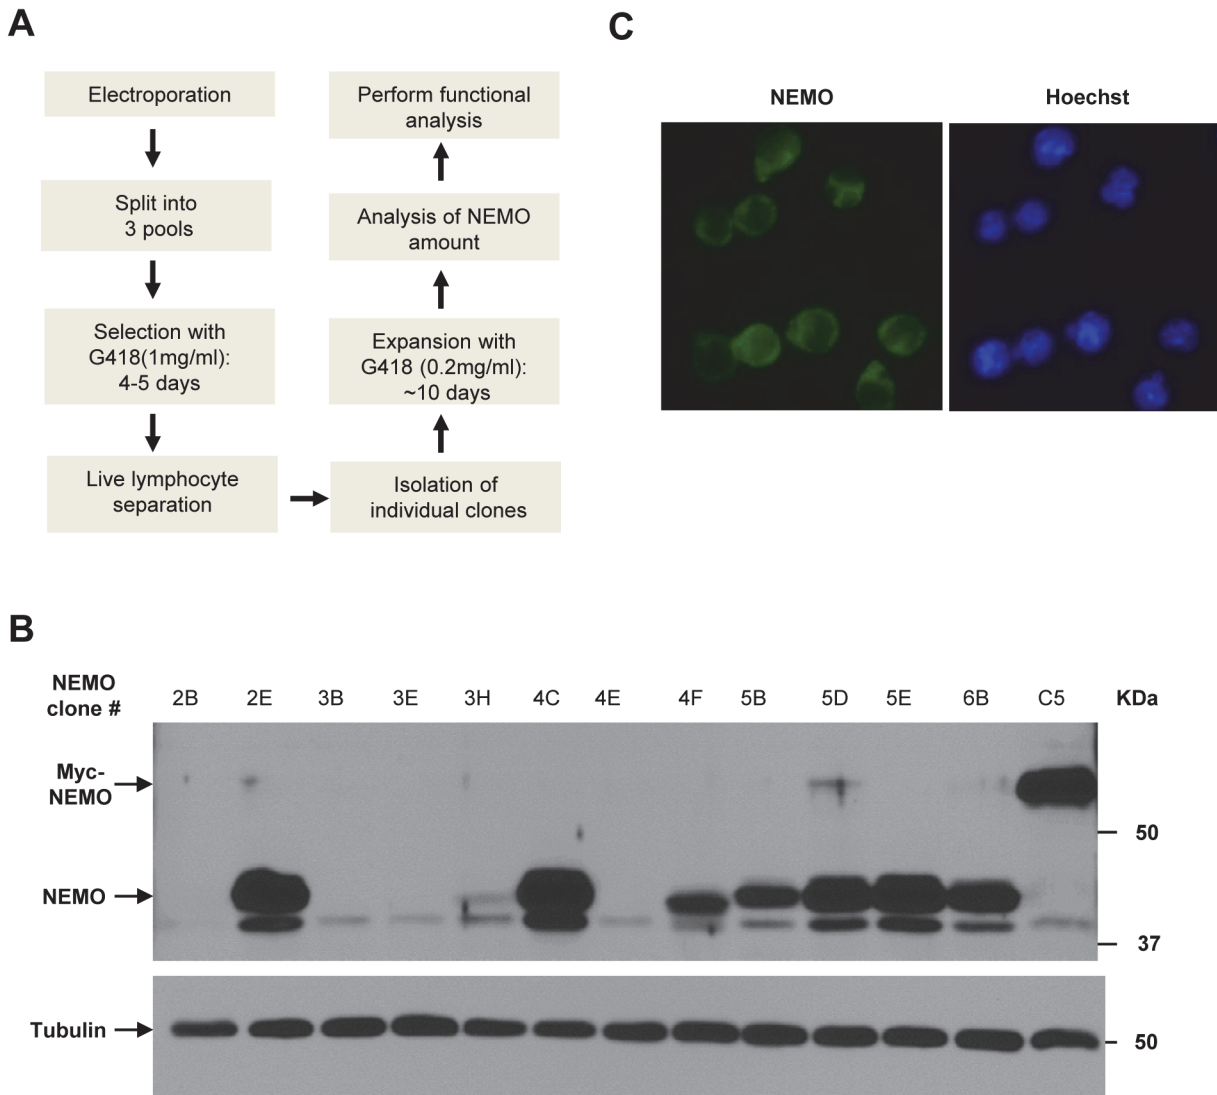 A
Electroporation
Split into
3 pools
Selection with
G418(1mg/ml):
4-5 days
Live lymphocyte
separation
Isolation of
individual clones
Expansion with
G418 (0.2mg/ml):
~10 days
Analysis of NEMO
amount
Perform functional
analysis
C
NEMO Hoechst
B
NEMO
clone #
2B 2E 3B 3E 3H 4C 4E 4F 5B 5D 5E 6B C5 KDa
Myc-
NEMO
50
NEMO
37
Tubulin
50